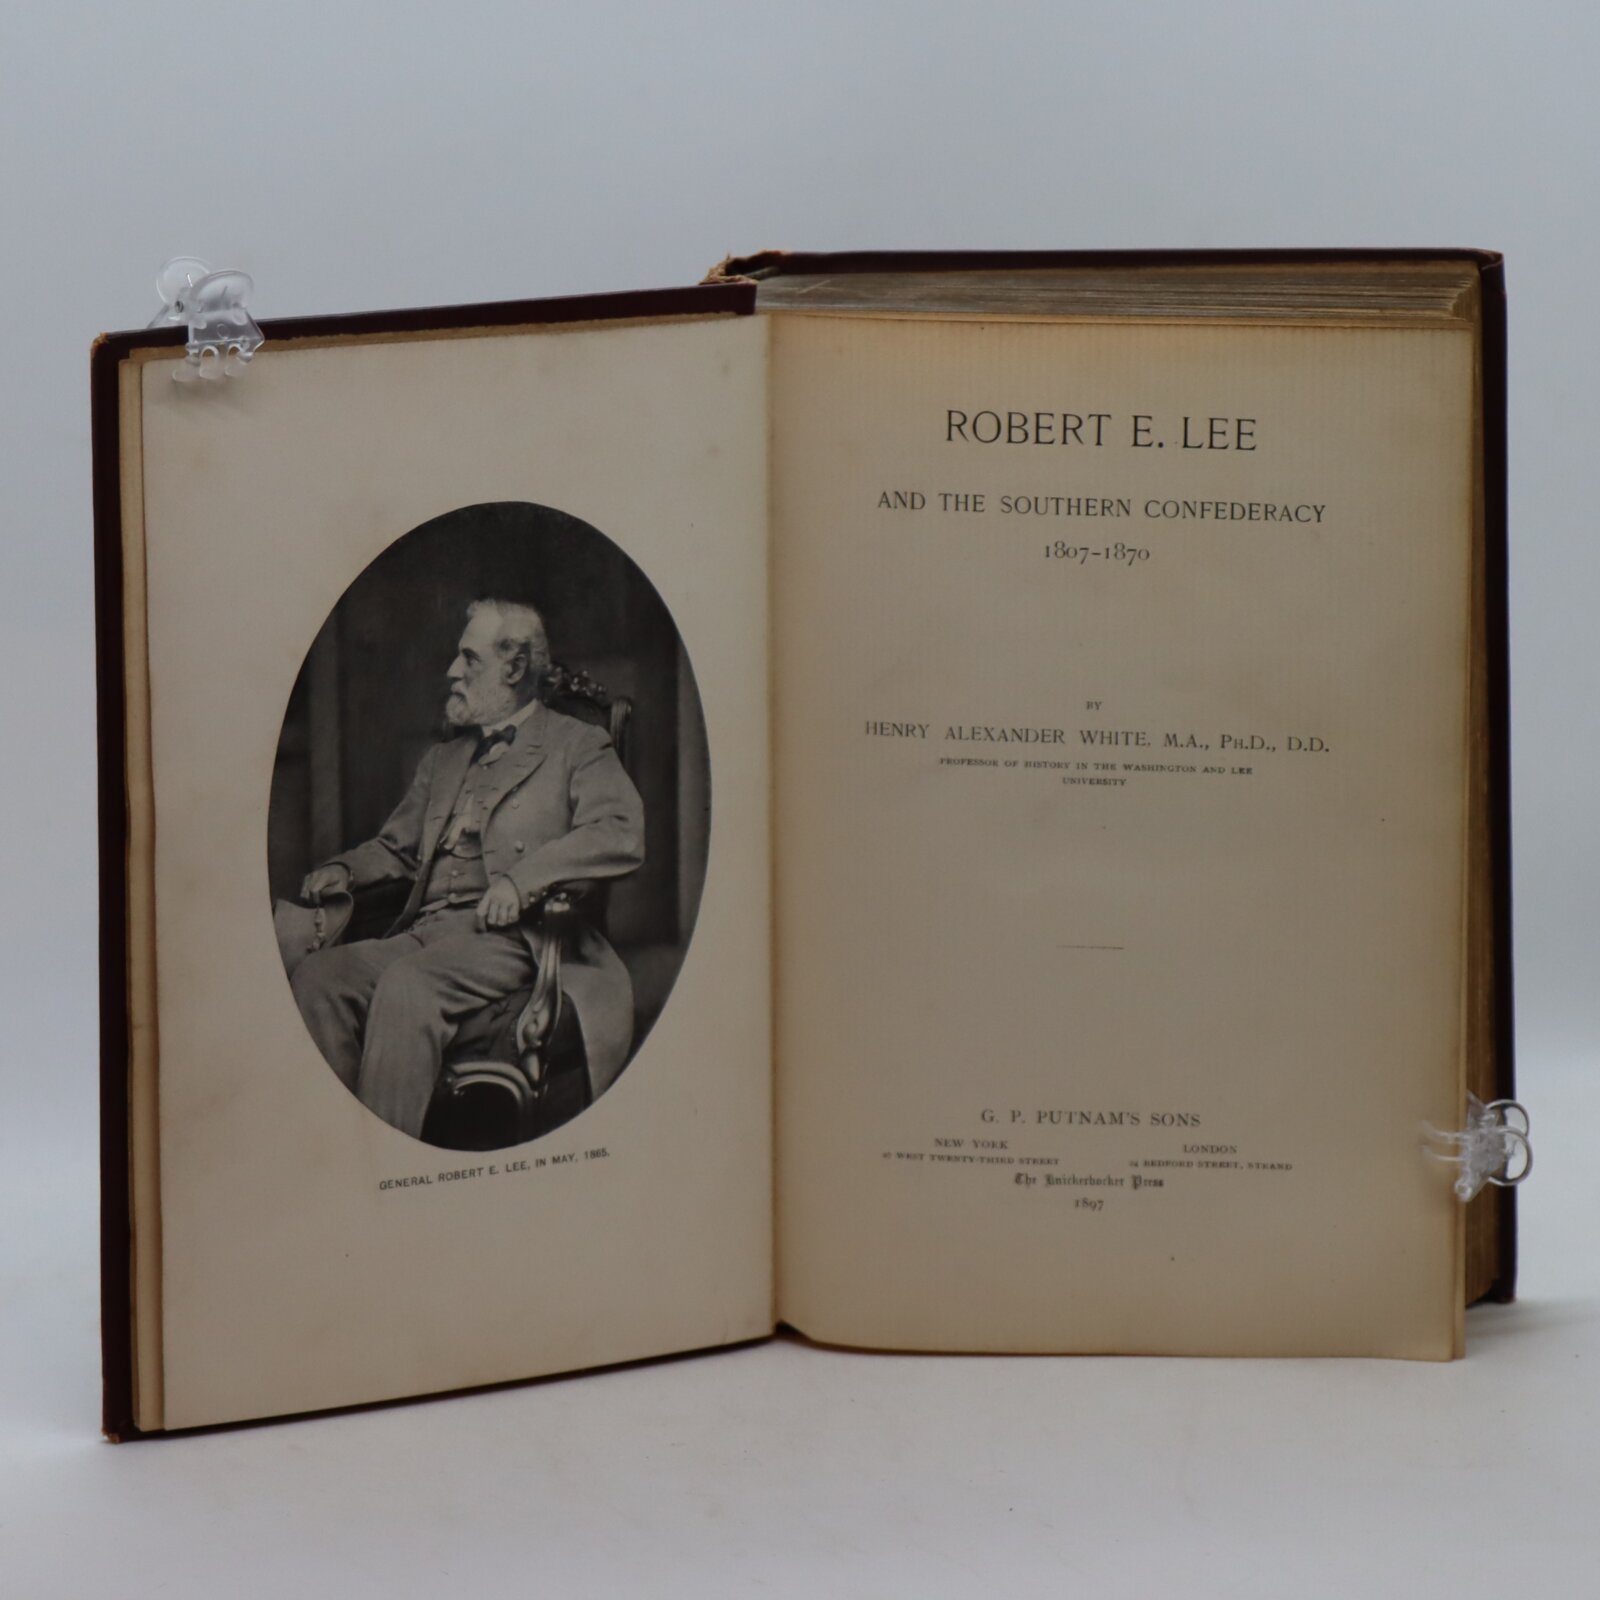 GENERAL ROBERT E. LEE, IN MAY, 1865.
ROBERT E. LEE
AND THE SOUTHERN CONFEDERACY
1807-1870
BY
HENRY ALEXANDER WHITE, M.A., PH.D., D.D.
PROFESSOR OF HISTORY IN THE WASHINGTON AND LEE
UNIVERSITY
G. P. PUTNAM'S SONS
NEW YORK LONDON
27 WEST TWENTY-THIRD STREET 24 BEDFORD STREET, STRAND
The Knickerbocker Press
1897